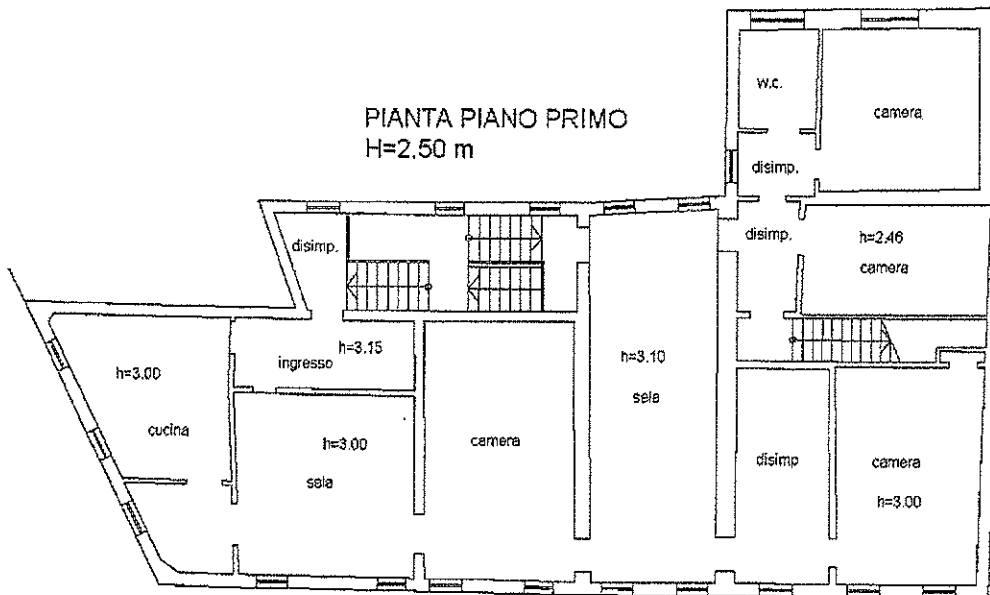 PIANTA PIANO PRIMO
H=2,50 m
w.c.
camera
disimp.
disimp.
disimp.
h=2.46
camera
h=3.15
ingresso
h=3.00
cucina
h=3.00
sala
camera
h=3.10
sala
disimp
camera
h=3.00